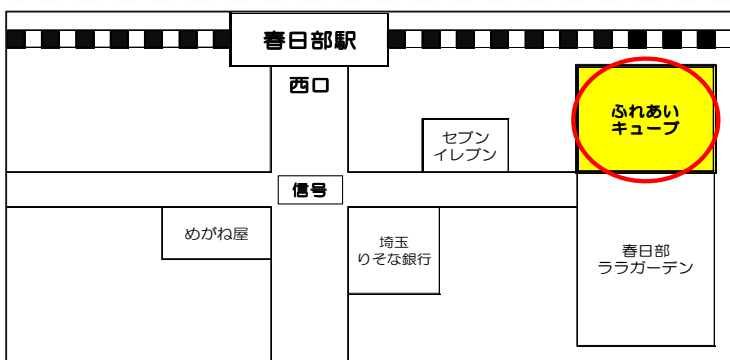 春日部駅
西口
ふれあい
キューブ
セブン
イレブン
信号
めがね屋
埼玉
りそな銀行
春日部
ララガーデン